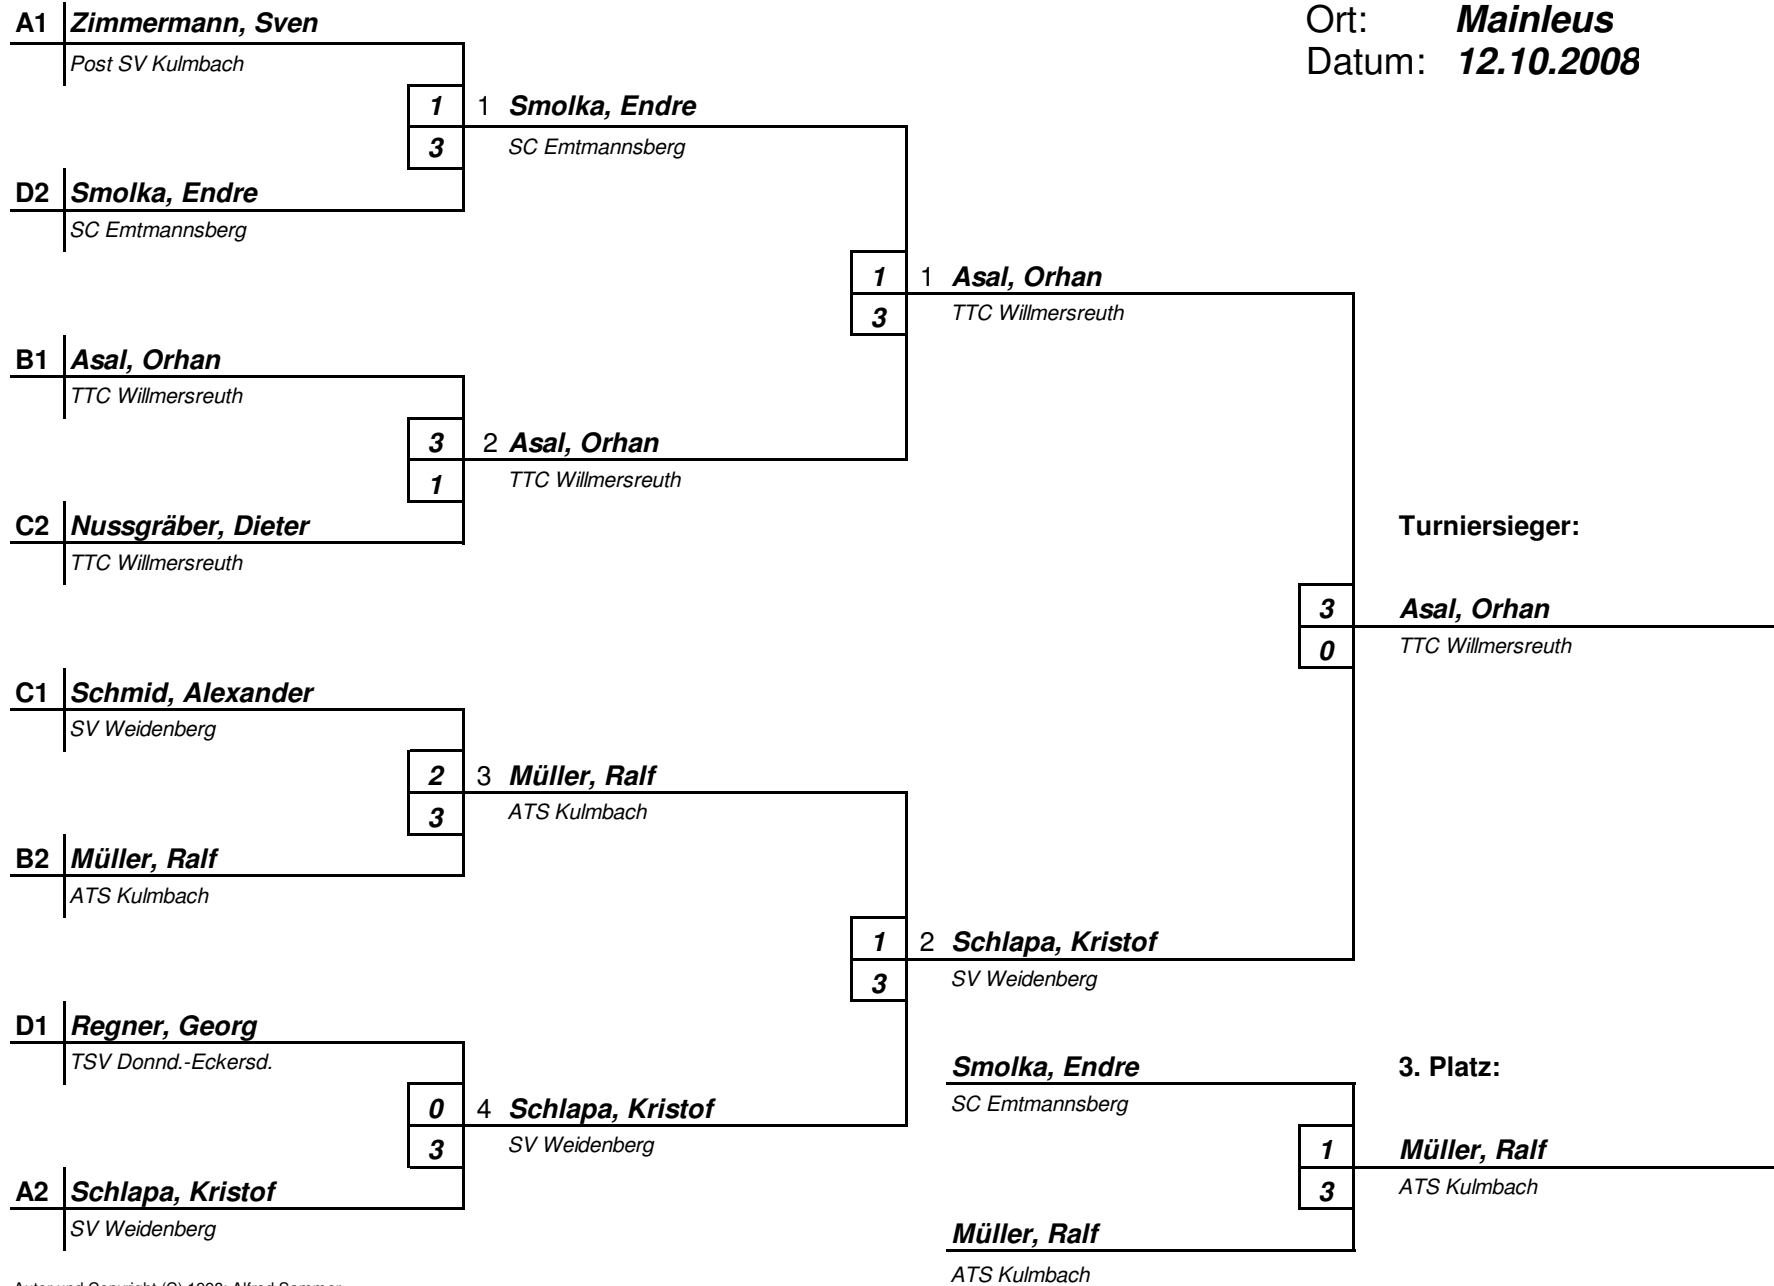 A1 Zimmermann, Sven
Ort: Mainleus
Post SV Kulmbach
Datum: 12.10.2008
1 1 Smolka, Endre
3 SC Emtmannsberg
D2 Smolka, Endre
SC Emtmannsberg
1 1 Asal, Orhan
3 TTC Willmersreuth
B1 Asal, Orhan
TTC Willmersreuth
3 2 Asal, Orhan
1 TTC Willmersreuth
C2 Nussgräber, Dieter
Turniersieger:
TTC Willmersreuth
3 Asal, Orhan
0 TTC Willmersreuth
C1 Schmid, Alexander
SV Weidenberg
2 3 Müller, Ralf
3 ATS Kulmbach
B2 Müller, Ralf
ATS Kulmbach
1 2 Schlapa, Kristof
3 SV Weidenberg
D1 Regner, Georg
TSV Donnd.-Eckersd.
Smolka, Endre
3. Platz:
SC Emtmannsberg
0 4 Schlapa, Kristof
3 SV Weidenberg
1 Müller, Ralf
3 ATS Kulmbach
A2 Schlapa, Kristof
SV Weidenberg
Müller, Ralf
ATS Kulmbach